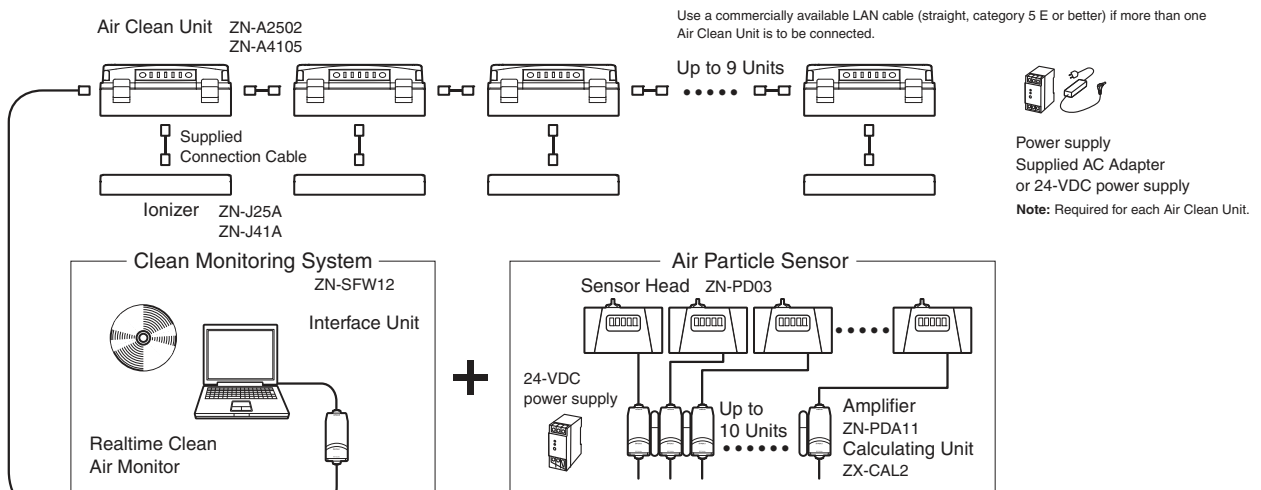 Air Clean Unit ZN-A2502
ZN-A4105
Use a commercially available LAN cable (straight, category 5 E or better) if more than one
Air Clean Unit is to be connected.
Up to 9 Units
Supplied
Connection Cable
Power supply
Supplied AC Adapter
or 24-VDC power supply
Note: Required for each Air Clean Unit.
Ionizer ZN-J25A
ZN-J41A
Clean Monitoring System
ZN-SFW12
Interface Unit
Realtime Clean
Air Monitor
Air Particle Sensor
Sensor Head ZN-PD03
24-VDC
power supply
Up to
10 Units
Amplifier
ZN-PDA11
Calculating Unit
ZX-CAL2